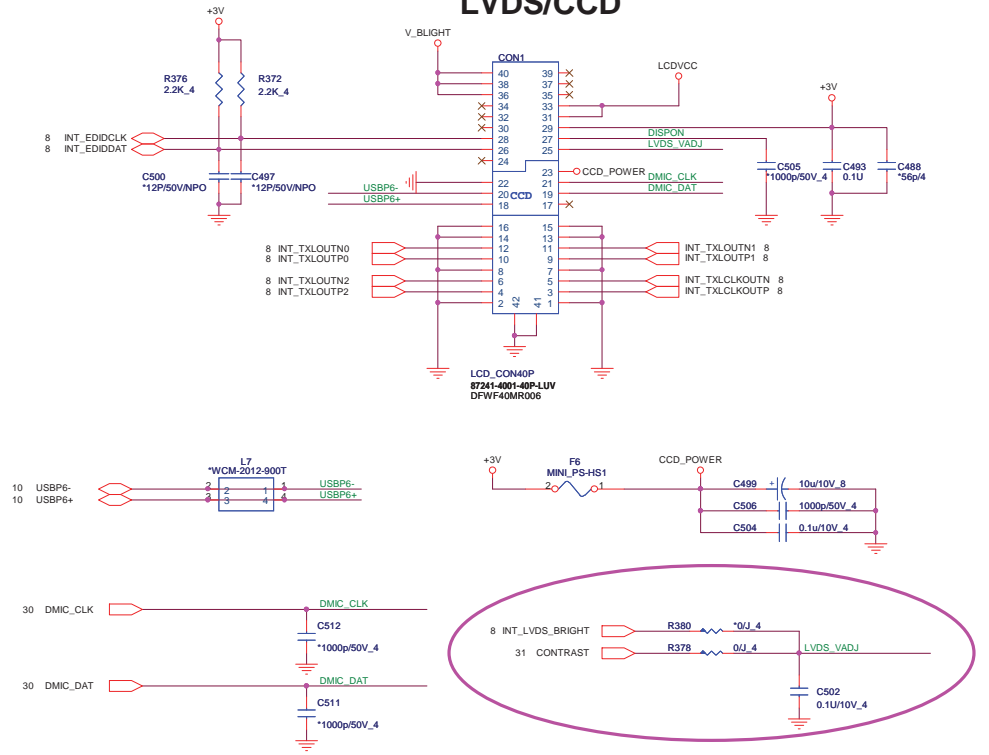 LVDS/CCD
+3V
V_BLIGHT
LCDVCC
+3V
R376
2.2K_4
R372
2.2K_4
CON1
40
38
36
34
32
30
28
26
24
22
20
18
16
14
12
10
8
6
4
2
39
37
35
33
31
29
27
25
23
21
19
17
15
13
11
9
7
5
3
1
42
41
CCD
8 INT_EDIDCLK
8 INT_EDIDDAT
C500
*12P/50V/NPO
C497
*12P/50V/NPO
USBP6-
USBP6+
DISPON
LVDS_VADJ
CCD_POWER
DMIC_CLK
DMIC_DAT
C505
*1000p/50V_4
C493
0.1U
C488
*56p/4
8 INT_TXLOUTN0
8 INT_TXLOUTP0
8 INT_TXLOUTN2
8 INT_TXLOUTP2
INT_TXLOUTN1 8
INT_TXLOUTP1 8
INT_TXLCLKOUTN 8
INT_TXLCLKOUTP 8
LCD_CON40P
87241-4001-40P-LUV
DFWF40MR006
L7
*WCM-2012-900T
10 USBP6-
10 USBP6+
2 2 1 1
3 3 4 4
USBP6-
USBP6+
+3V
F6
MINI_PS-HS1
2 1
CCD_POWER
C499 + 10u/10V_8
C506 1000p/50V_4
C504 0.1u/10V_4
30 DMIC_CLK
DMIC_CLK
C512
*1000p/50V_4
30 DMIC_DAT
DMIC_DAT
C511
*1000p/50V_4
8 INT_LVDS_BRIGHT R380 *0/J_4
31 CONTRAST R378 0/J_4 LVDS_VADJ
C502
0.1U/10V_4